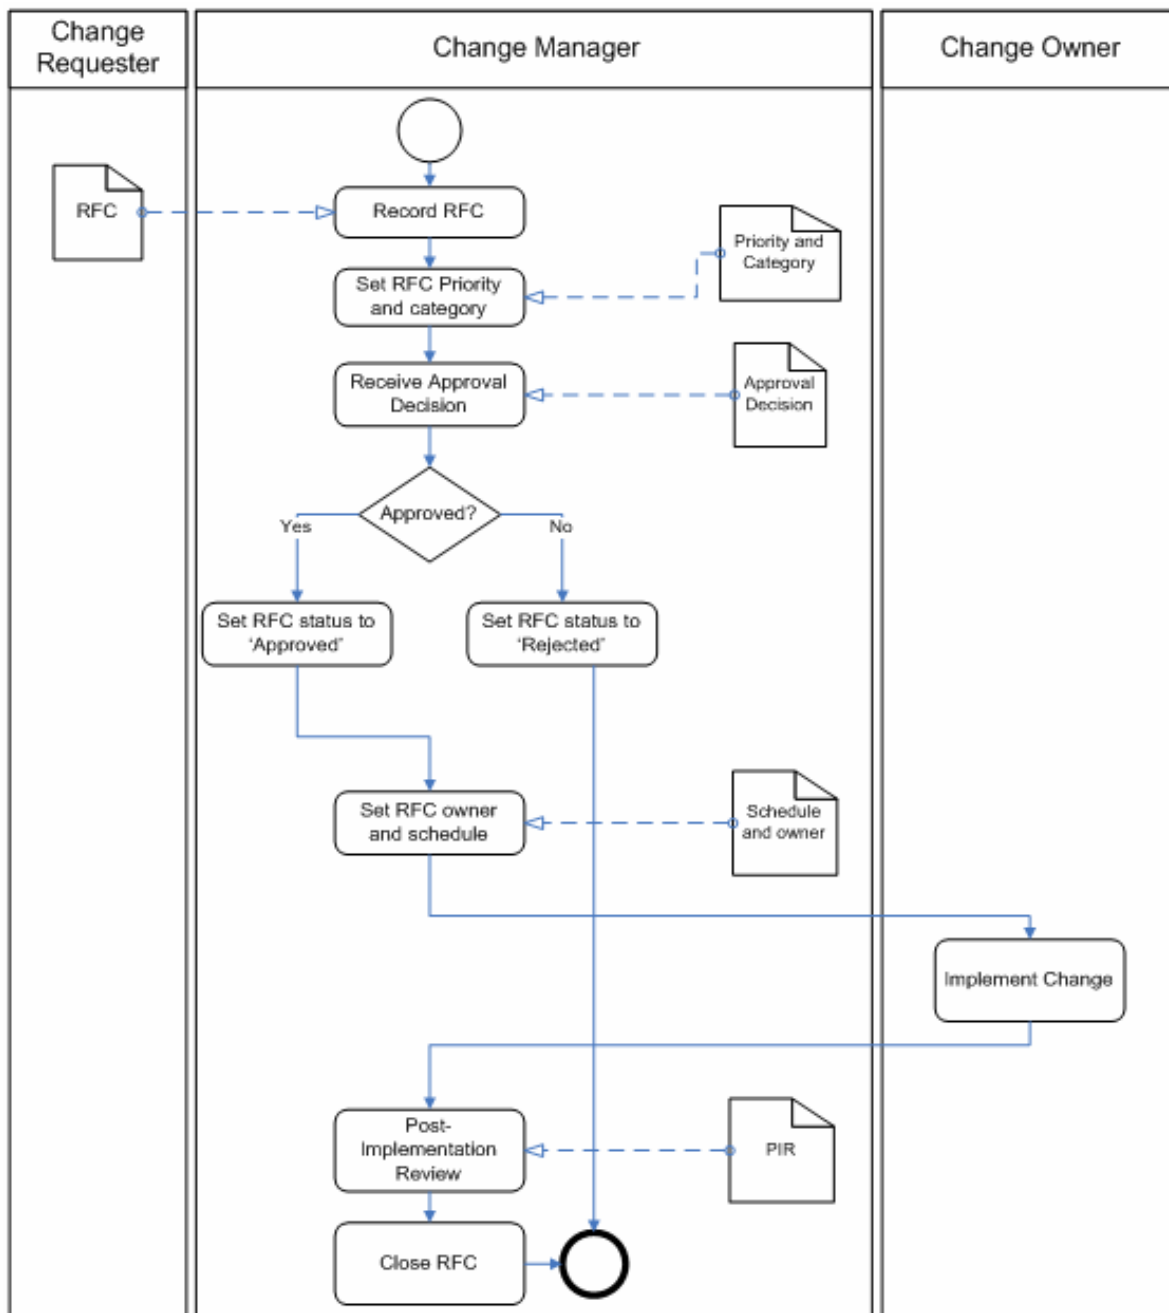 Change
Requester
Change Manager
Change Owner
RFC
Record RFC
Priority and
Category
Set RFC Priority
and category
Receive Approval
Decision
Approval
Decision
Approved?
Yes
No
Set RFC status to
‘Approved’
Set RFC status to
‘Rejected’
Set RFC owner
and schedule
Schedule
and owner
Implement Change
Post-
Implementation
Review
PIR
Close RFC